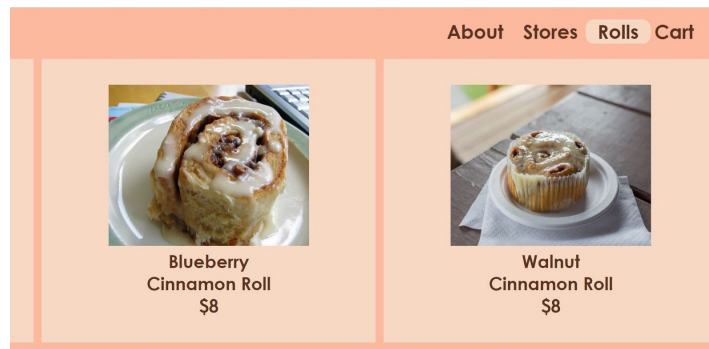 About Stores Rolls Cart
Blueberry
Cinnamon Roll
$8
Walnut
Cinnamon Roll
$8